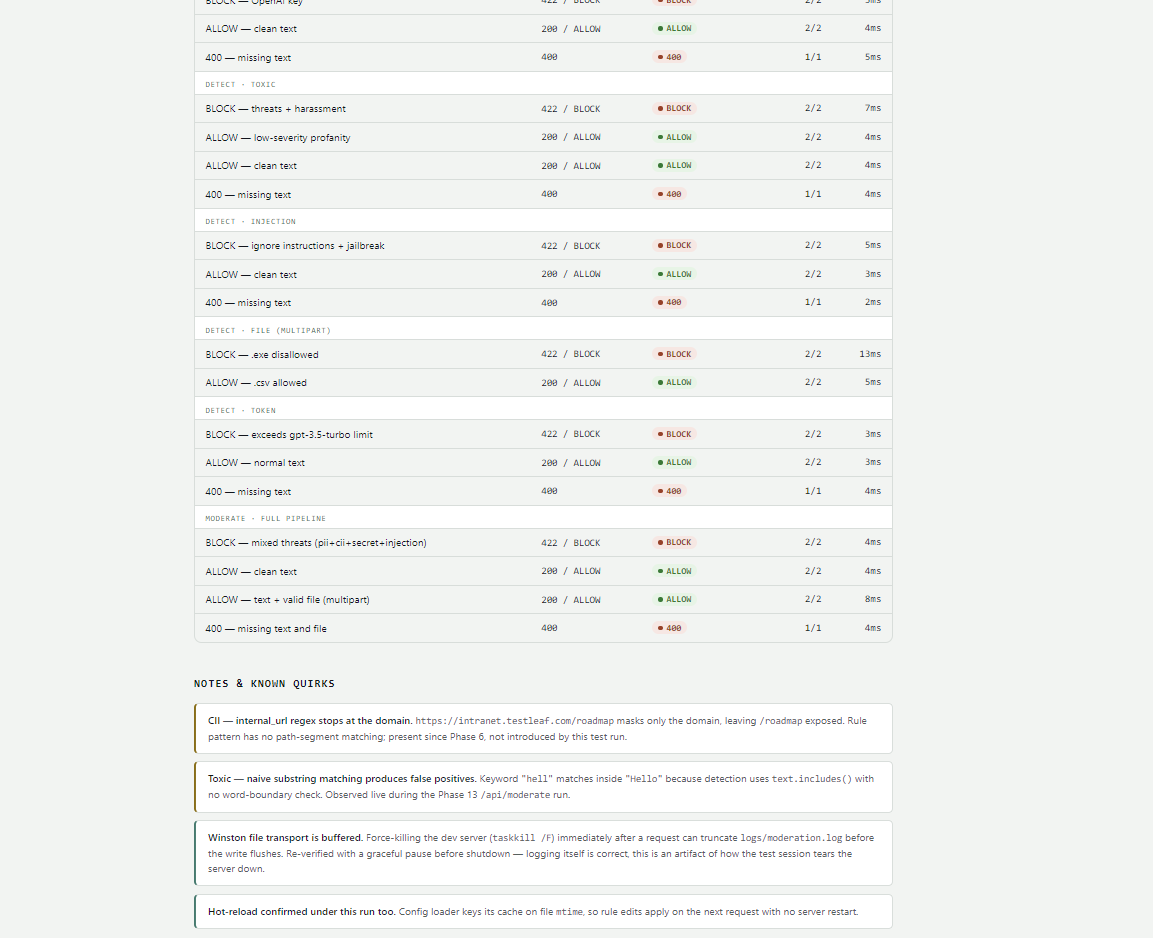 BLOCK — OpenAI key 422 / BLOCK BLOCK 2/2 3ms
ALLOW — clean text 200 / ALLOW ALLOW 2/2 4ms
400 — missing text 400 400 1/1 5ms
DETECT · TOXIC
BLOCK — threats + harassment 422 / BLOCK BLOCK 2/2 7ms
ALLOW — low-severity profanity 200 / ALLOW ALLOW 2/2 4ms
ALLOW — clean text 200 / ALLOW ALLOW 2/2 4ms
400 — missing text 400 400 1/1 4ms
DETECT · INJECTION
BLOCK — ignore instructions + jailbreak 422 / BLOCK BLOCK 2/2 5ms
ALLOW — clean text 200 / ALLOW ALLOW 2/2 3ms
400 — missing text 400 400 1/1 2ms
DETECT · FILE (MULTIPART)
BLOCK — .exe disallowed 422 / BLOCK BLOCK 2/2 13ms
ALLOW — .csv allowed 200 / ALLOW ALLOW 2/2 5ms
DETECT · TOKEN
BLOCK — exceeds gpt-3.5-turbo limit 422 / BLOCK BLOCK 2/2 3ms
ALLOW — normal text 200 / ALLOW ALLOW 2/2 3ms
400 — missing text 400 400 1/1 4ms
MODERATE · FULL PIPELINE
BLOCK — mixed threats (pii+cii+secret+injection) 422 / BLOCK BLOCK 2/2 4ms
ALLOW — clean text 200 / ALLOW ALLOW 2/2 4ms
ALLOW — text + valid file (multipart) 200 / ALLOW ALLOW 2/2 8ms
400 — missing text and file 400 400 1/1 4ms
NOTES & KNOWN QUIRKS
CII — internal_url regex stops at the domain. https://intranet.testleaf.com/roadmap masks only the domain, leaving /roadmap exposed. Rule
pattern has no path-segment matching; present since Phase 6, not introduced by this test run.
Toxic — naive substring matching produces false positives. Keyword "hell" matches inside "Hello" because detection uses text.includes() with
no word-boundary check. Observed live during the Phase 13 /api/moderate run.
Winston file transport is buffered. Force-killing the dev server (taskkill /F) immediately after a request can truncate logs/moderation.log before
the write flushes. Re-verified with a graceful pause before shutdown — logging itself is correct, this is an artifact of how the test session tears the
server down.
Hot-reload confirmed under this run too. Config loader keys its cache on file mtime, so rule edits apply on the next request with no server restart.